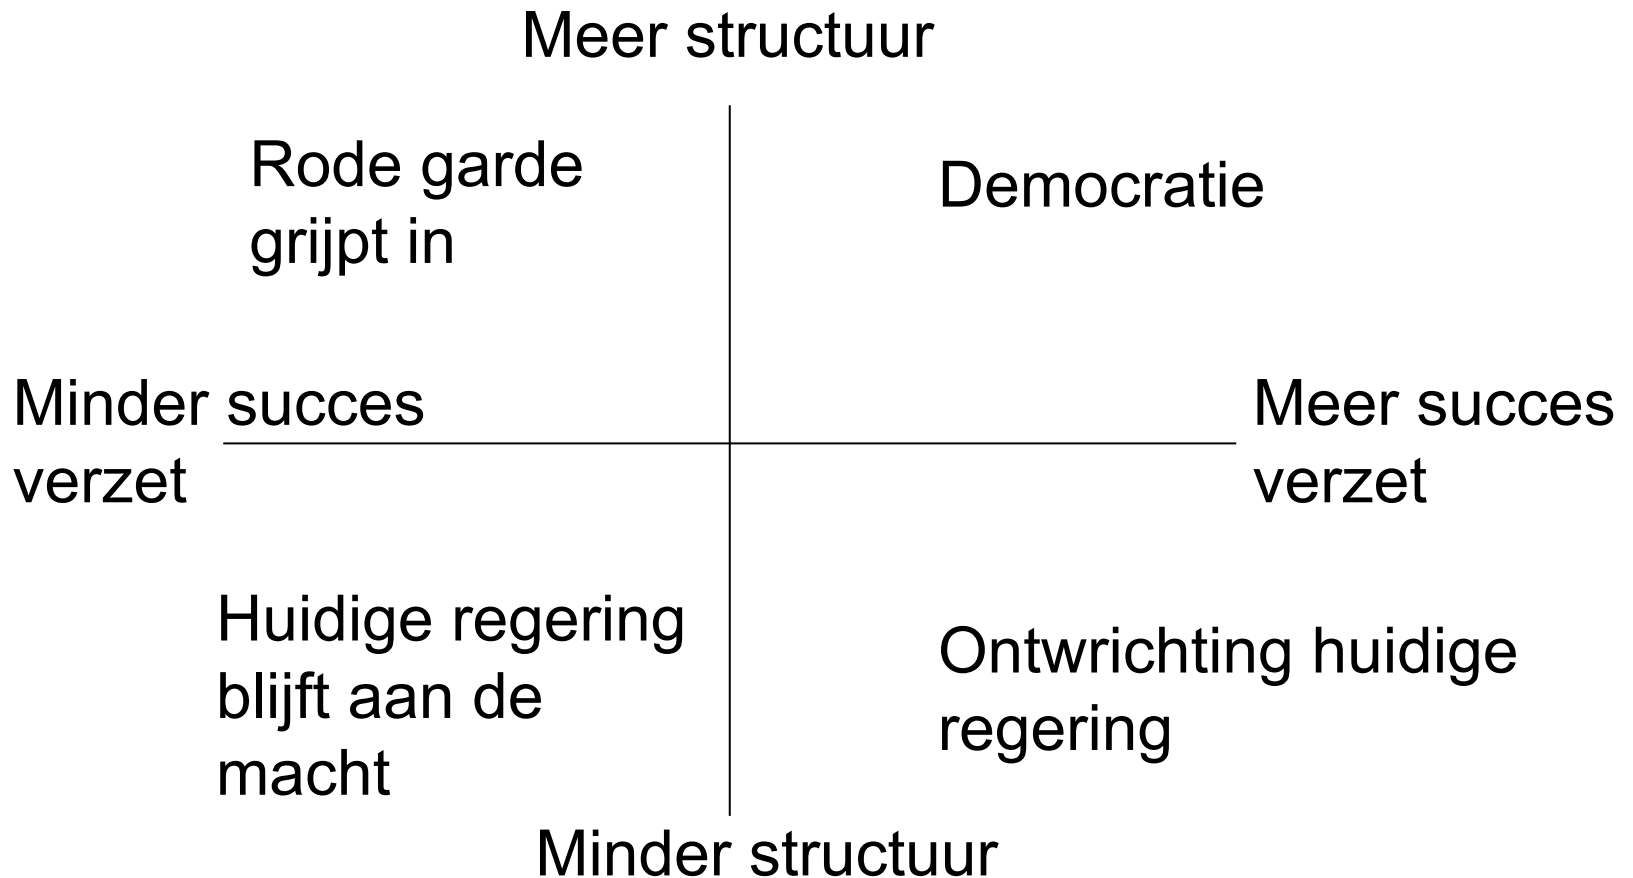 Meer structuur
Rode garde
grijpt in
Democratie
Minder succes
verzet
Meer succes
verzet
Huidige regering
blijft aan de
macht
Ontwrichting huidige
regering
Minder structuur